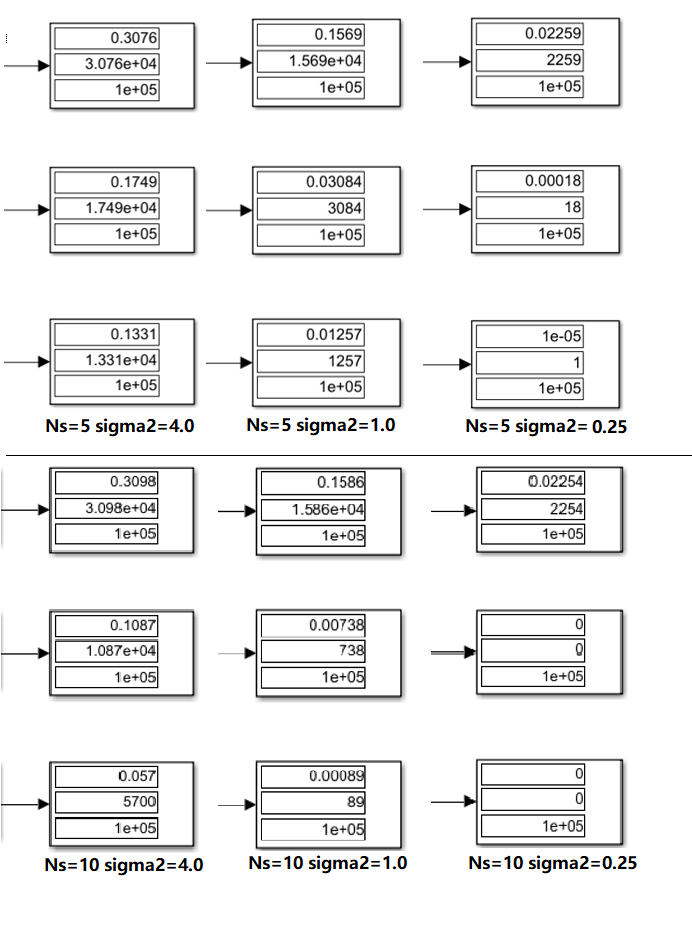 0.3076 0.1569 0.02259
3.076e+04 1.569e+04 2259
1e+05 1e+05 1e+05
0.1749 0.03084 0.00018
1.749e+04 3084 18
1e+05 1e+05 1e+05
0.1331 0.01257 1e-05
1.331e+04 1257 1
1e+05 1e+05 1e+05
Ns=5 sigma2=4.0 Ns=5 sigma2=1.0 Ns=5 sigma2= 0.25
0.3098 0.1586 0.02254
3.098e+04 1.586e+04 2254
1e+05 1e+05 1e+05
0.1087 0.00738 0
1.087e+04 738 0
1e+05 1e+05 1e+05
0.057 0.00089 0
5700 89 0
1e+05 1e+05 1e+05
Ns=10 sigma2=4.0 Ns=10 sigma2=1.0 Ns=10 sigma2=0.25